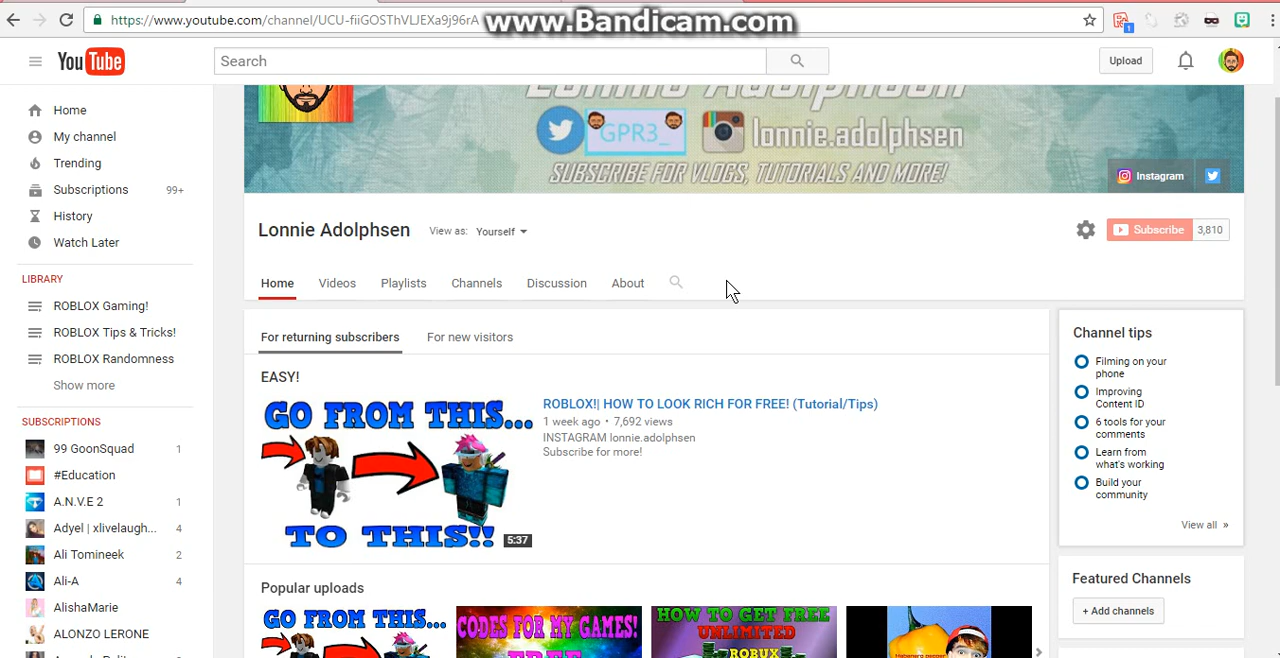 https://www.youtube.com/channel/UCU-fiiGOSThVLJEXa9j96rA
www.Bandicam.com
1
YouTube
Search
Upload
Home
My channel
Trending
Subscriptions 99+
History
Watch Later
LIBRARY
ROBLOX Gaming!
ROBLOX Tips & Tricks!
ROBLOX Randomness
Show more
SUBSCRIPTIONS
99 GoonSquad 1
#Education
A.N.V.E 2 1
Adyel | xlivelaugh... 4
Ali Tomineek 2
Ali-A 4
AlishaMarie
ALONZO LERONE
Lonnie Adolphsen
GPR3_
lonnie.adolphsen
SUBSCRIBE FOR VLOGS, TUTORIALS AND MORE!
Instagram
Lonnie Adolphsen
View as: Yourself
Subscribe 3,810
Home Videos Playlists Channels Discussion About
For returning subscribers For new visitors
EASY!
GO FROM THIS...
TO THIS!!
5:37
ROBLOX!| HOW TO LOOK RICH FOR FREE! (Tutorial/Tips)
1 week ago • 7,692 views
INSTAGRAM lonnie.adolphsen
Subscribe for more!
Popular uploads
GO FROM THIS...
CODES FOR MY GAMES!
FREE
HOW TO GET FREE
UNLIMITED
ROBUX
Habanero pepper
Channel tips
Filming on your
phone
Improving
Content ID
6 tools for your
comments
Learn from
what's working
Build your
community
View all »
Featured Channels
+ Add channels